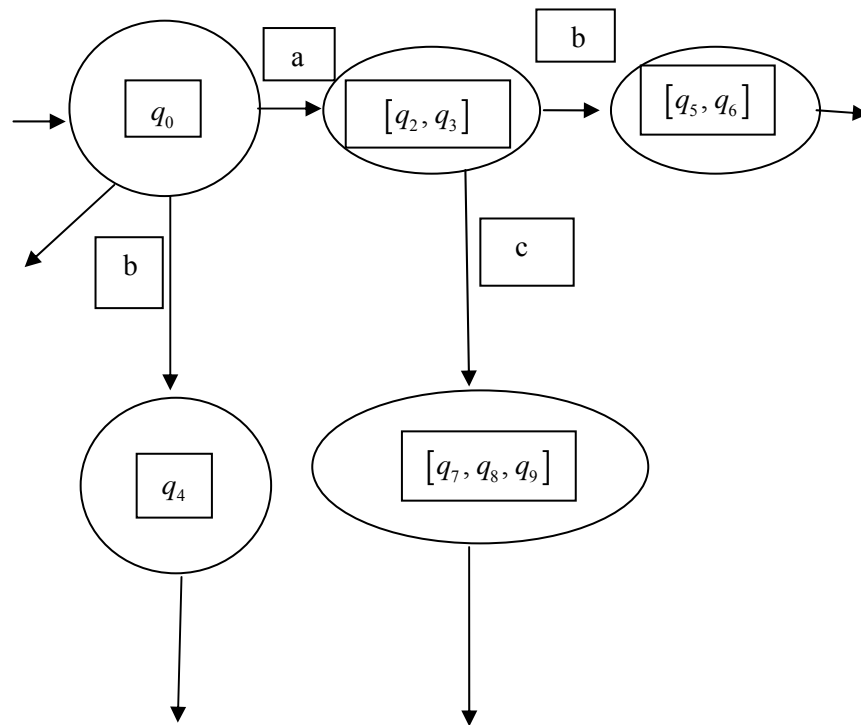 a
b
q₀
[q₂, q₃]
[q₅, q₆]
b
c
q₄
[q₇, q₈, q₉]